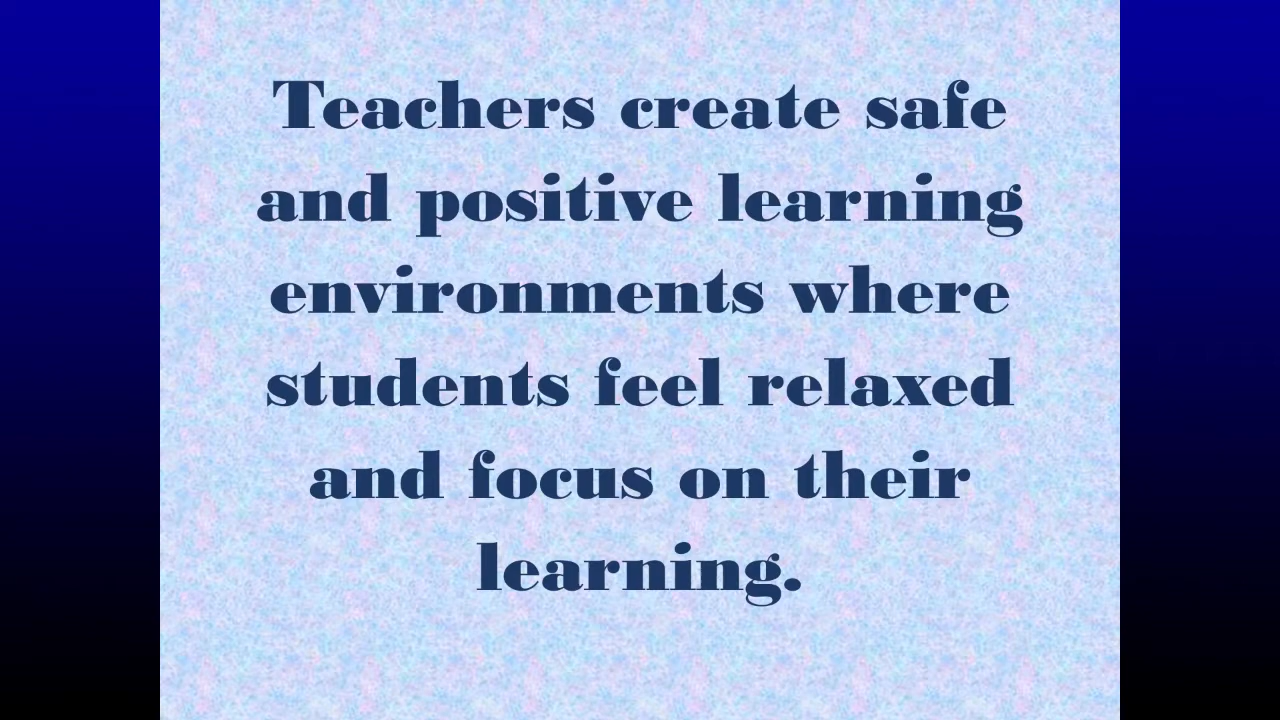 Teachers create safe
and positive learning
environments where
students feel relaxed
and focus on their
learning.